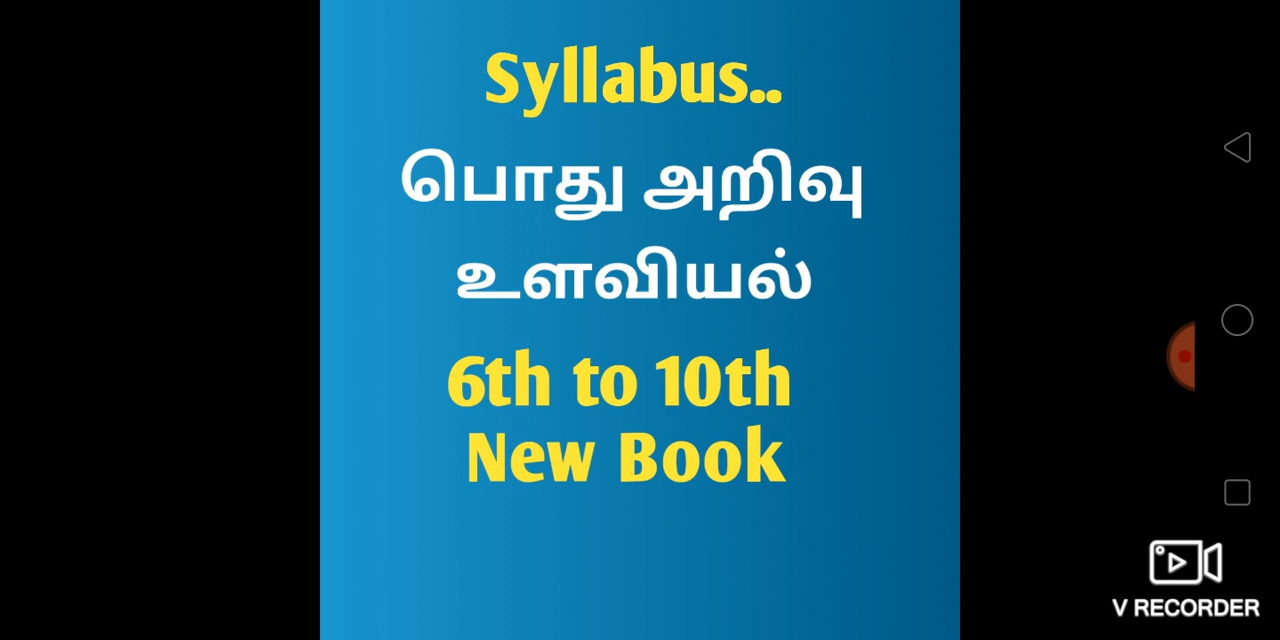 Syllabus..
பொது அறிவு
உளவியல்
6th to 10th
New Book
V RECORDER